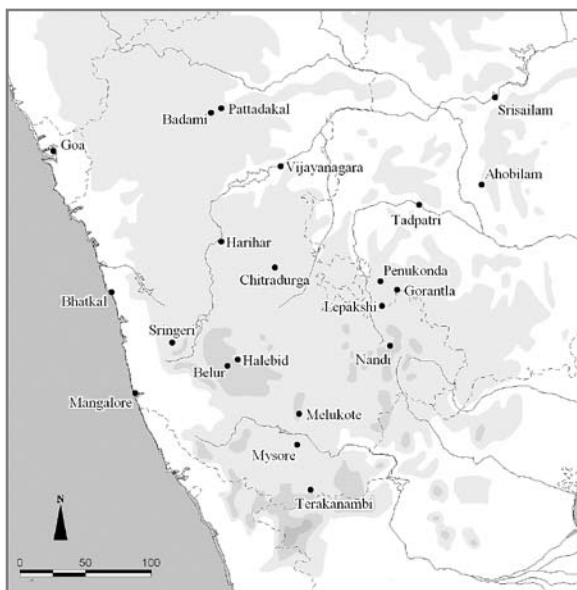 Srisailam
Pattadakal
Badami
Goa
Vijayanagara
Ahobilam
Tadpatri
Harihar
Chitradurga
Penukonda
Gorantla
Bhatkal
Lepakshi
Sringeri
Nandi
Halebid
Belur
Mangalore
Melukote
Mysore
Terakanambi
N
0 50 100